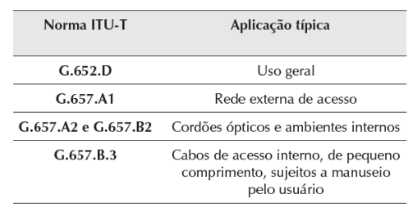 Norma ITU-T Aplicação típica
G.652.D Uso geral
G.657.A1 Rede externa de acesso
G.657.A2 e G.657.B2 Cordões ópticos e ambientes internos
G.657.B.3 Cabos de acesso interno, de pequeno
comprimento, sujeitos a manuseio
pelo usuário